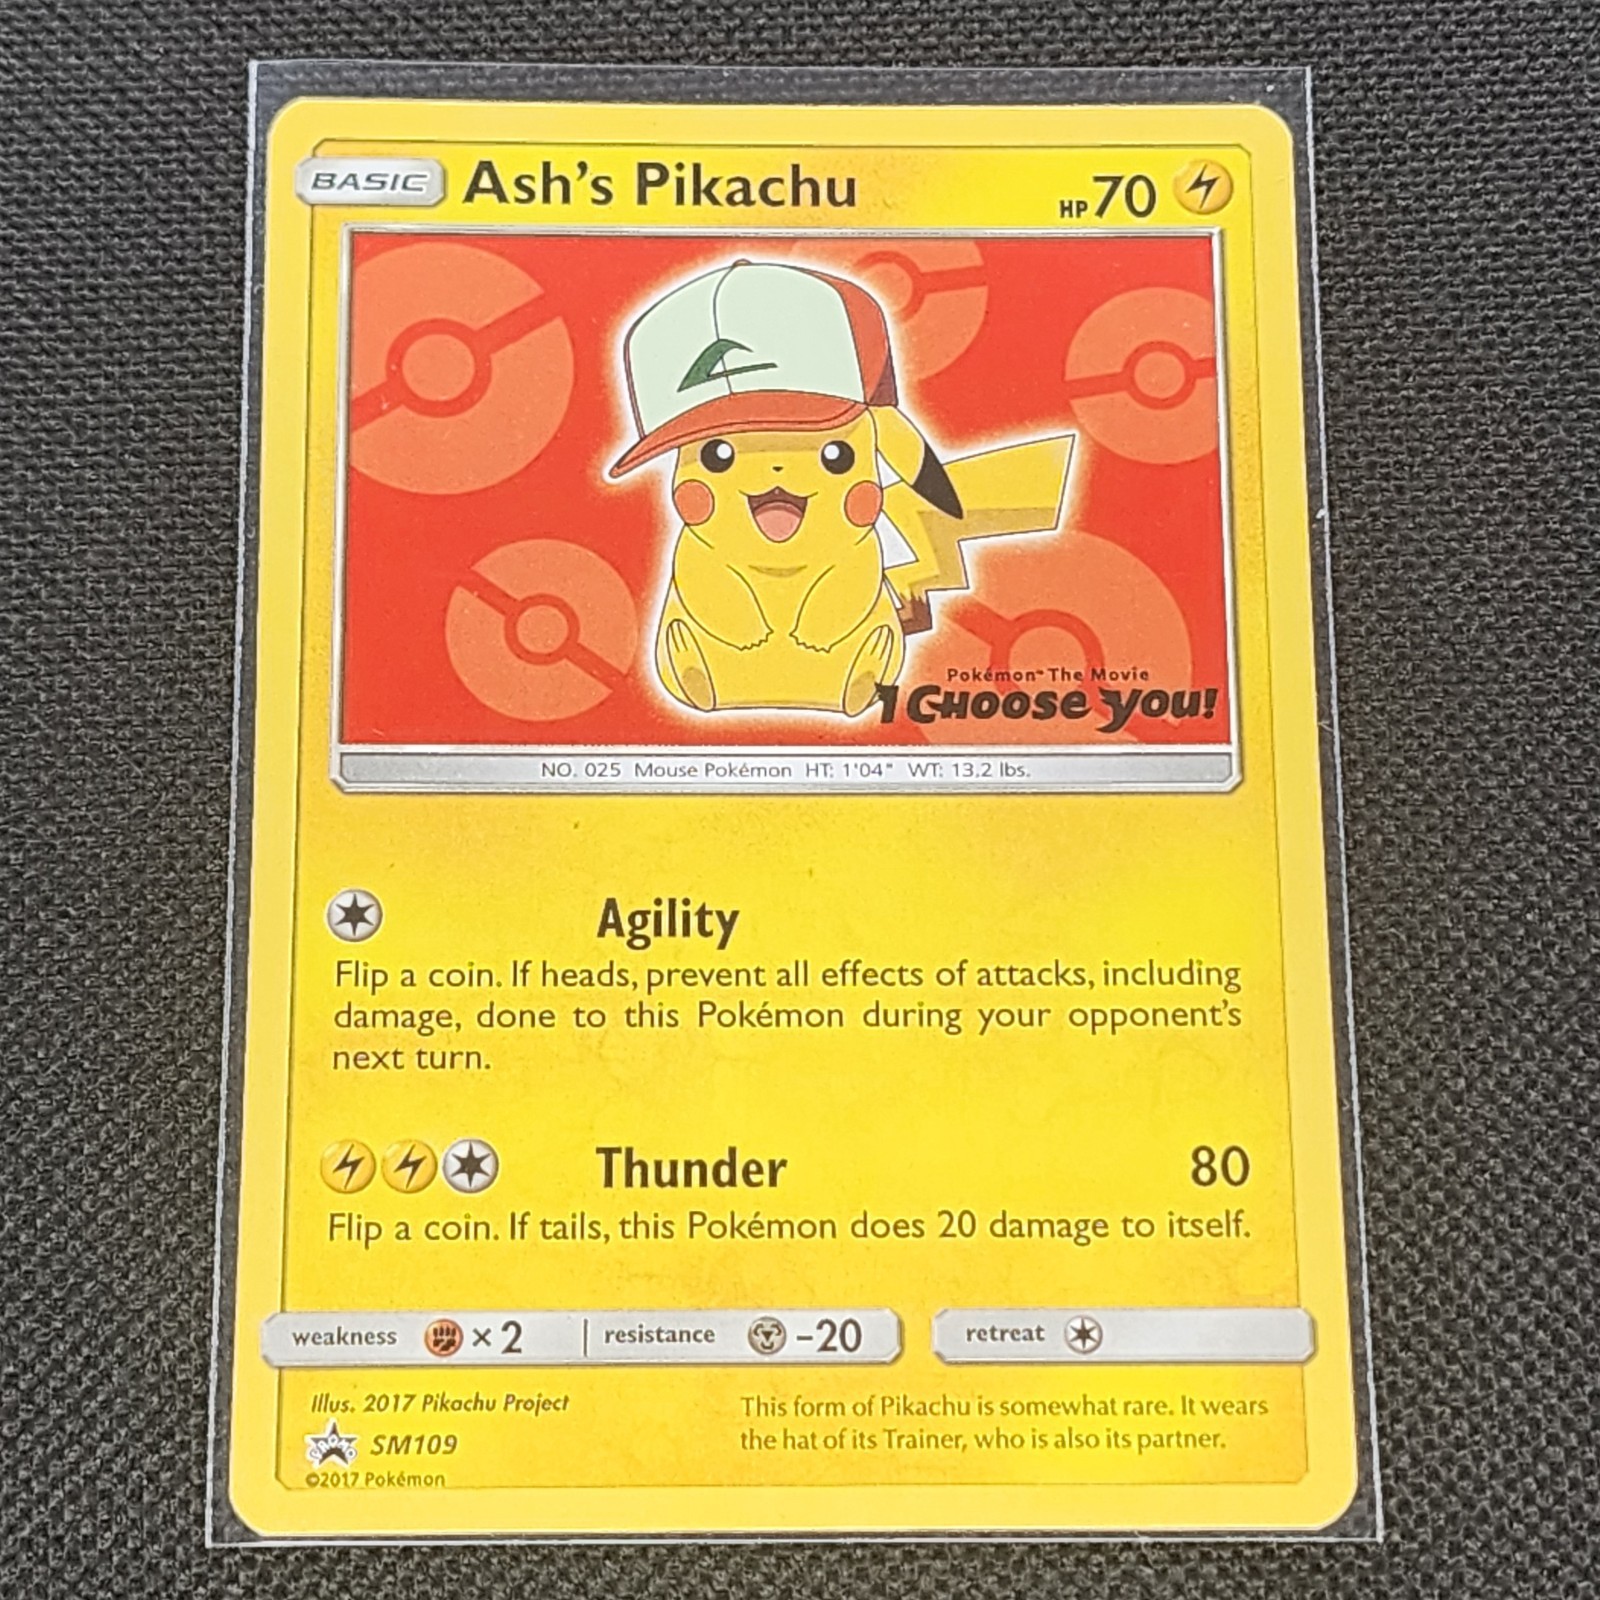 BASIC Ash's Pikachu HP 70
Pokémon™ The Movie
I Choose you!
NO. 025 Mouse Pokémon HT: 1'04" WT: 13.2 lbs.
Agility
Flip a coin. If heads, prevent all effects of attacks, including
damage, done to this Pokémon during your opponent's
next turn.
Thunder 80
Flip a coin. If tails, this Pokémon does 20 damage to itself.
weakness ×2 resistance -20 retreat
Illus. 2017 Pikachu Project
PROMO SM109
©2017 Pokémon
This form of Pikachu is somewhat rare. It wears
the hat of its Trainer, who is also its partner.